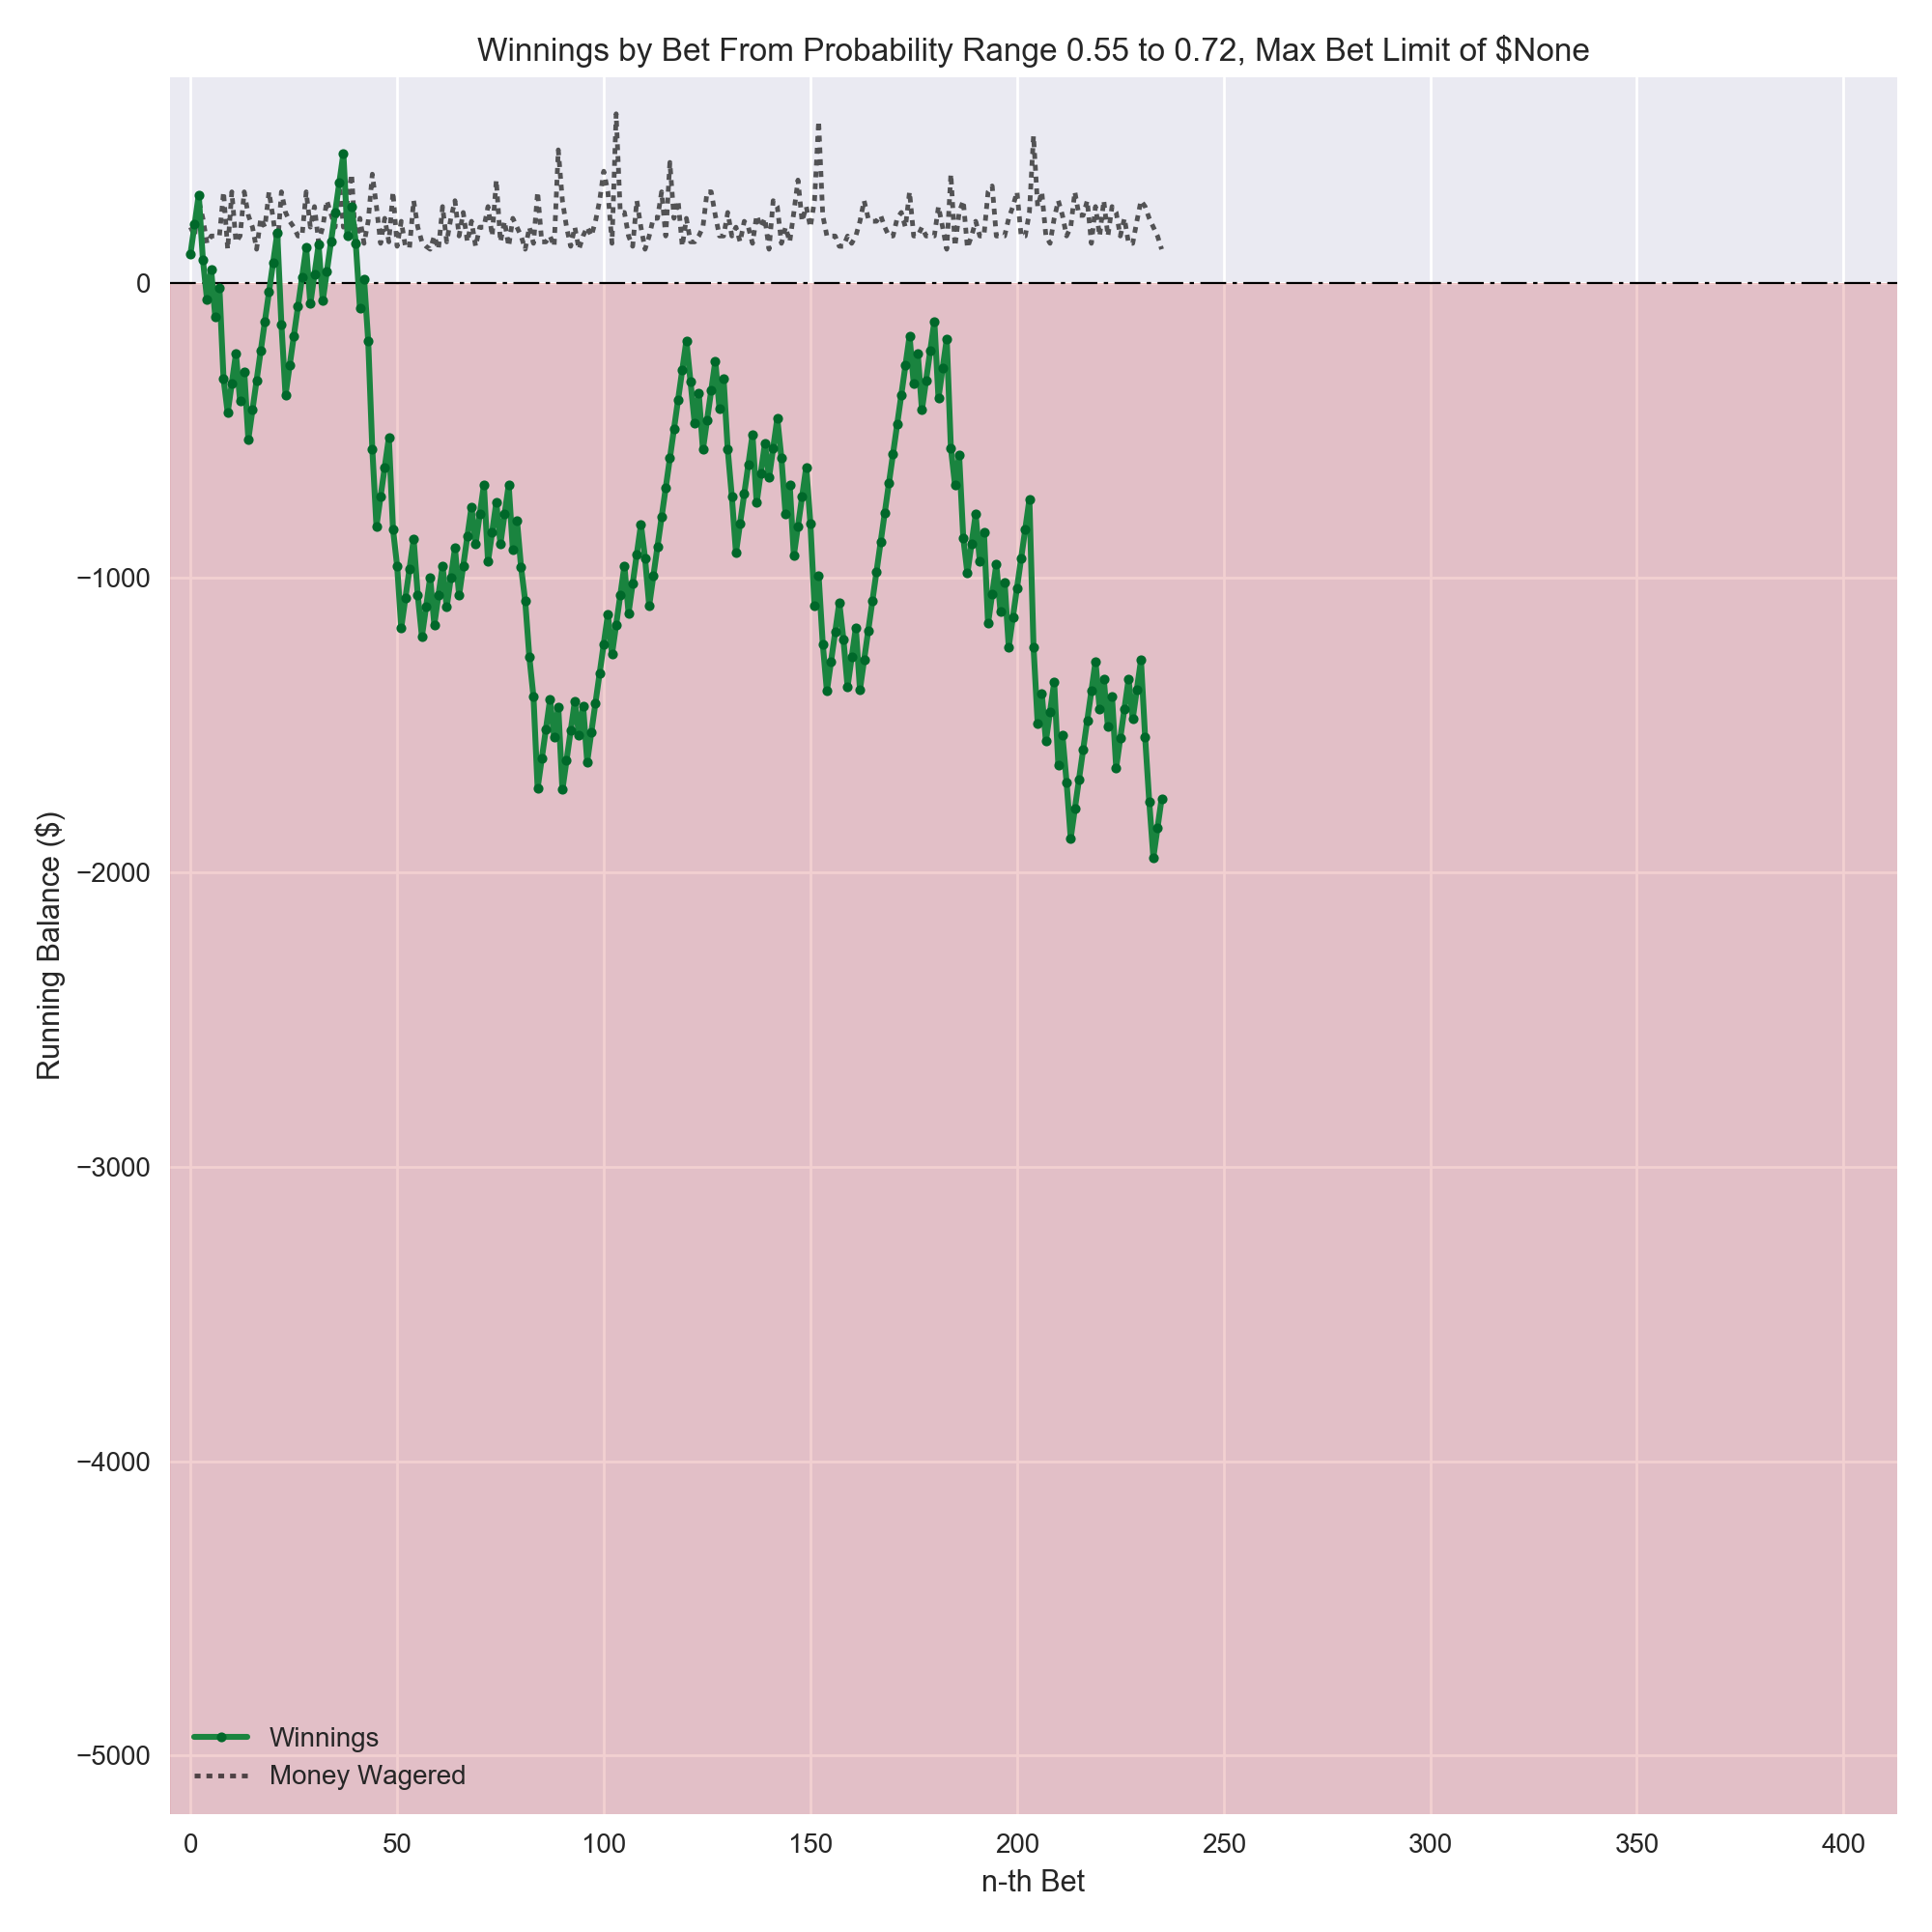 Winnings by Bet From Probability Range 0.55 to 0.72, Max Bet Limit of $None
Running Balance ($)
0
−1000
−2000
−3000
−4000
−5000
Winnings
Money Wagered
0 50 100 150 200 250 300 350 400
n-th Bet